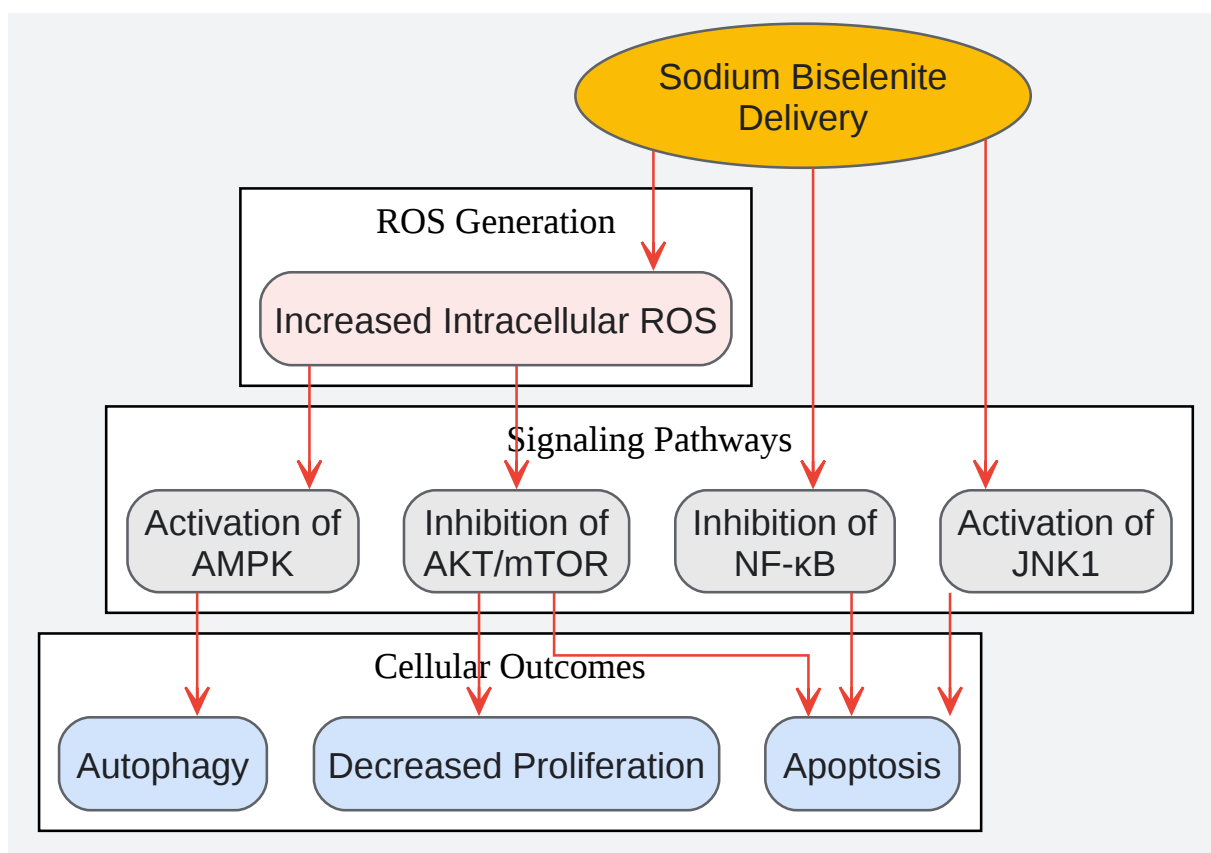 Sodium Biselenite
Delivery
ROS Generation
Increased Intracellular ROS
Signaling Pathways
Activation of
AMPK
Inhibition of
AKT/mTOR
Inhibition of
NF-κB
Activation of
JNK1
Cellular Outcomes
Autophagy
Decreased Proliferation
Apoptosis